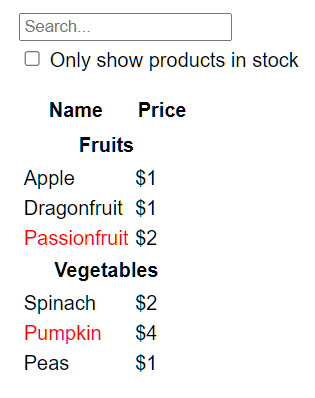 Search...
Only show products in stock
Name Price
Fruits
Apple $1
Dragonfruit $1
Passionfruit $2
Vegetables
Spinach $2
Pumpkin $4
Peas $1